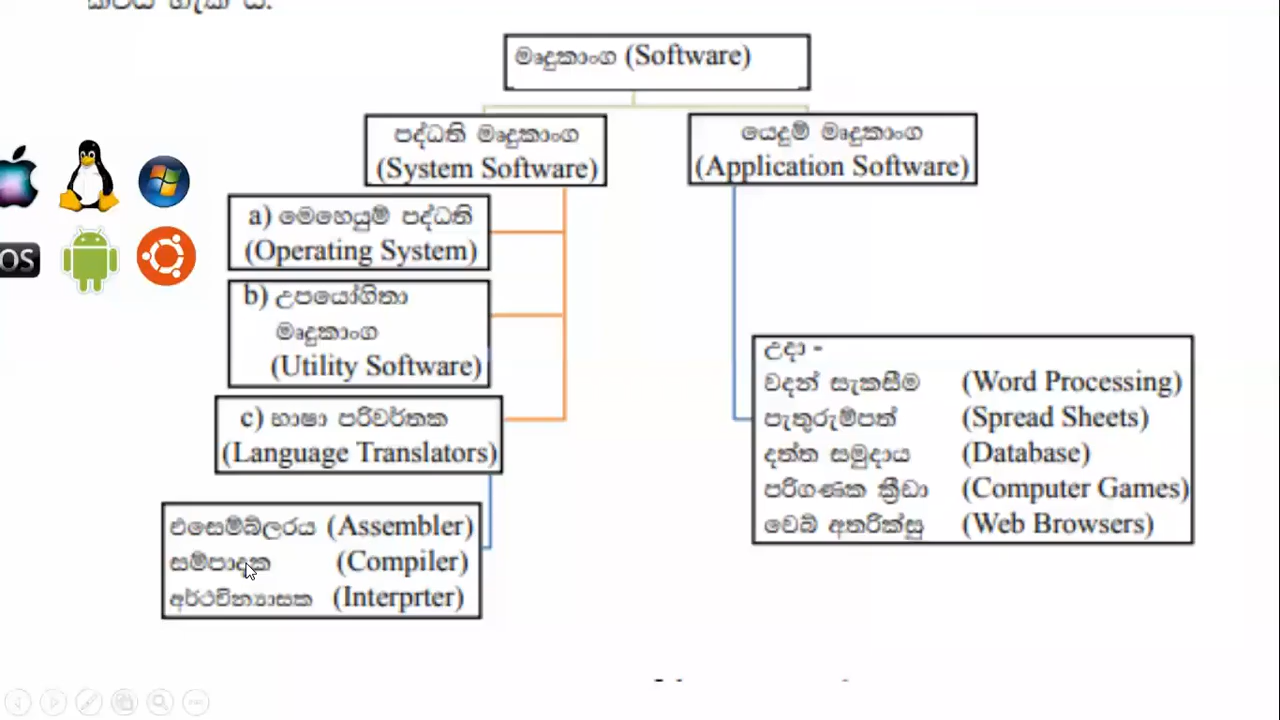 මෘදුකාංග (Software)
පද්ධති මෘදුකාංග
(System Software)
යෙදුම් මෘදුකාංග
(Application Software)
a) මෙහෙයුම් පද්ධති
(Operating System)
b) උපයෝගිතා
මෘදුකාංග
(Utility Software)
c) භාෂා පරිවර්තක
(Language Translators)
එසෙම්බ්ලරය (Assembler)
සම්පාදක (Compiler)
අර්ථවින්‍යාසක (Interprter)
උදා -
වදන් සැකසීම (Word Processing)
පැතුරුම්පත් (Spread Sheets)
දත්ත සමුදාය (Database)
පරිගණක ක්‍රීඩා (Computer Games)
වෙබ් අතරික්සු (Web Browsers)
OS